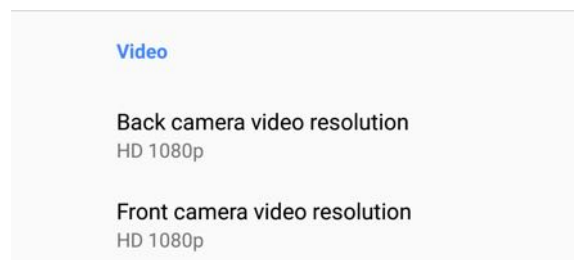 Video
Back camera video resolution
HD 1080p
Front camera video resolution
HD 1080p